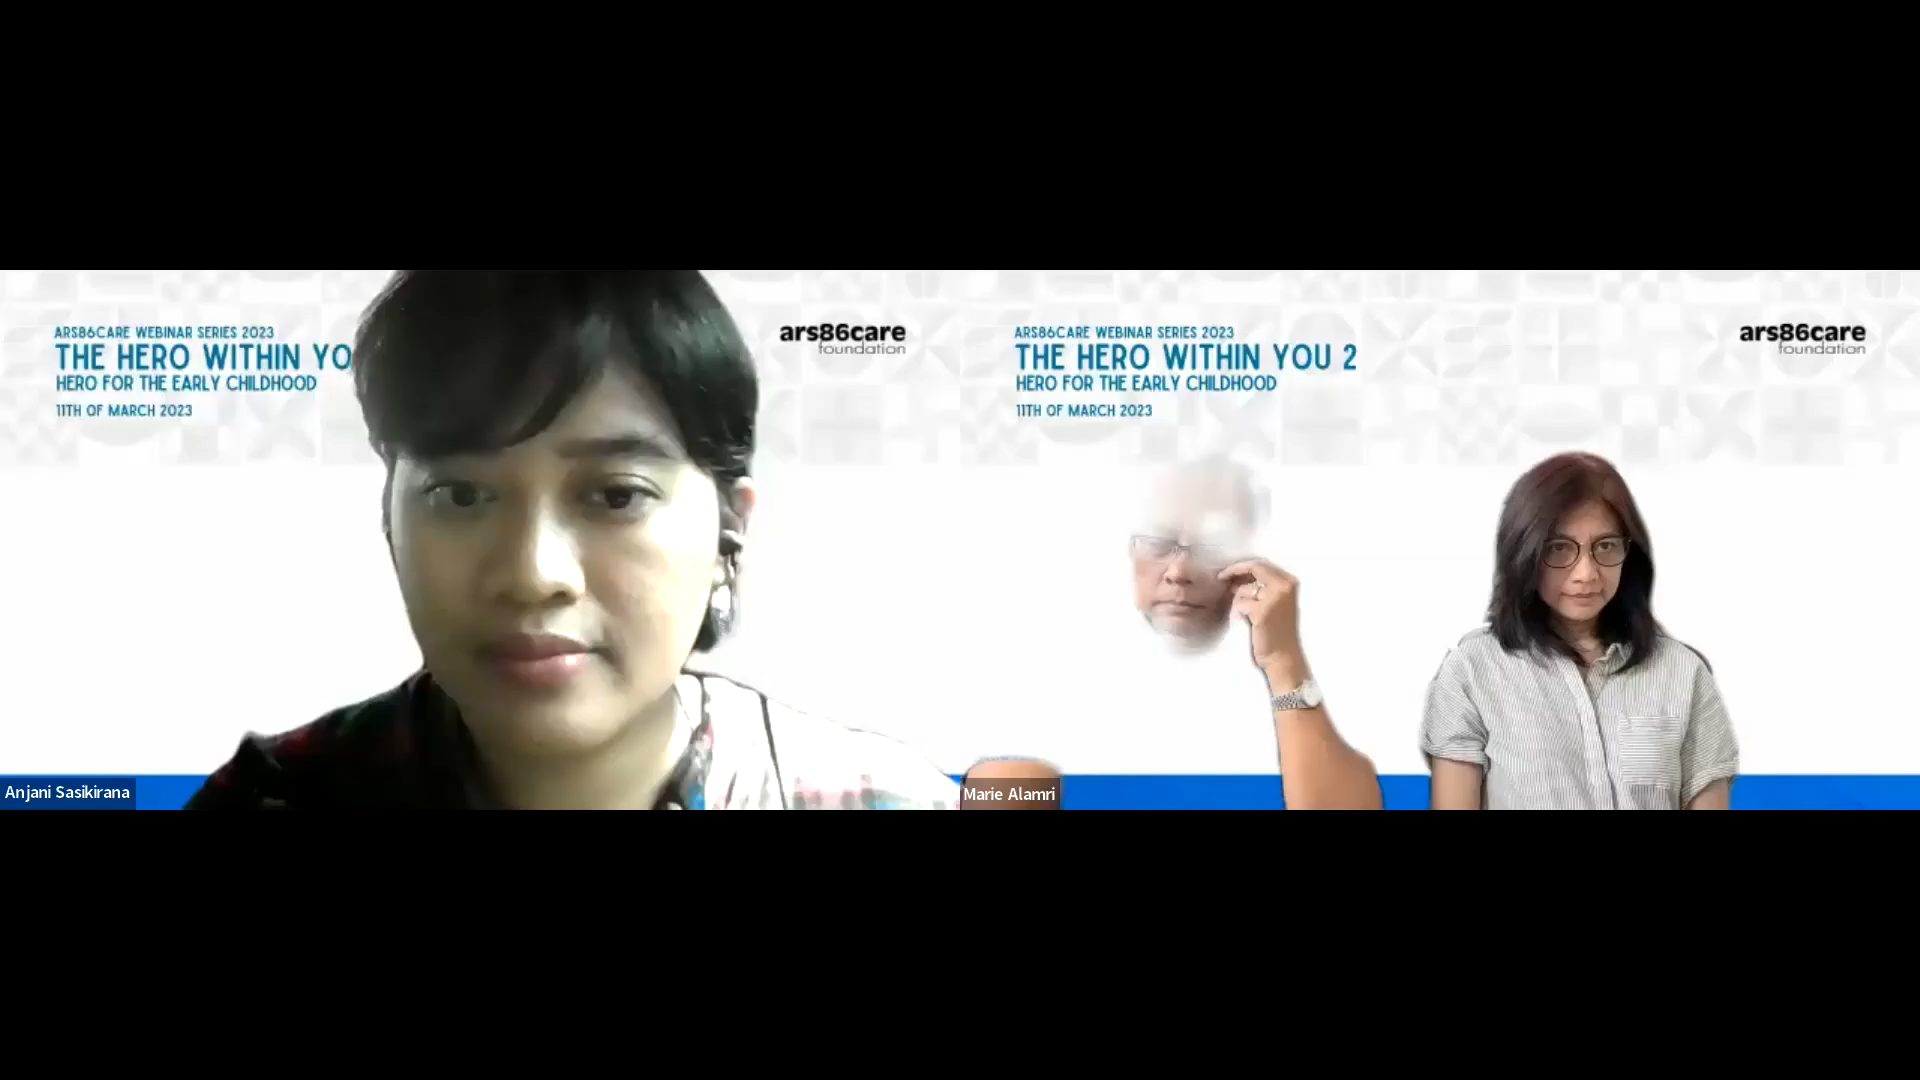 ARS86CARE WEBINAR SERIES 2023
THE HERO WITHIN YO
HERO FOR THE EARLY CHILDHOOD
11TH OF MARCH 2023
ars86care
foundation
Anjani Sasikirana
ARS86CARE WEBINAR SERIES 2023
THE HERO WITHIN YOU 2
HERO FOR THE EARLY CHILDHOOD
11TH OF MARCH 2023
ars86care
foundation
Marie Alamri